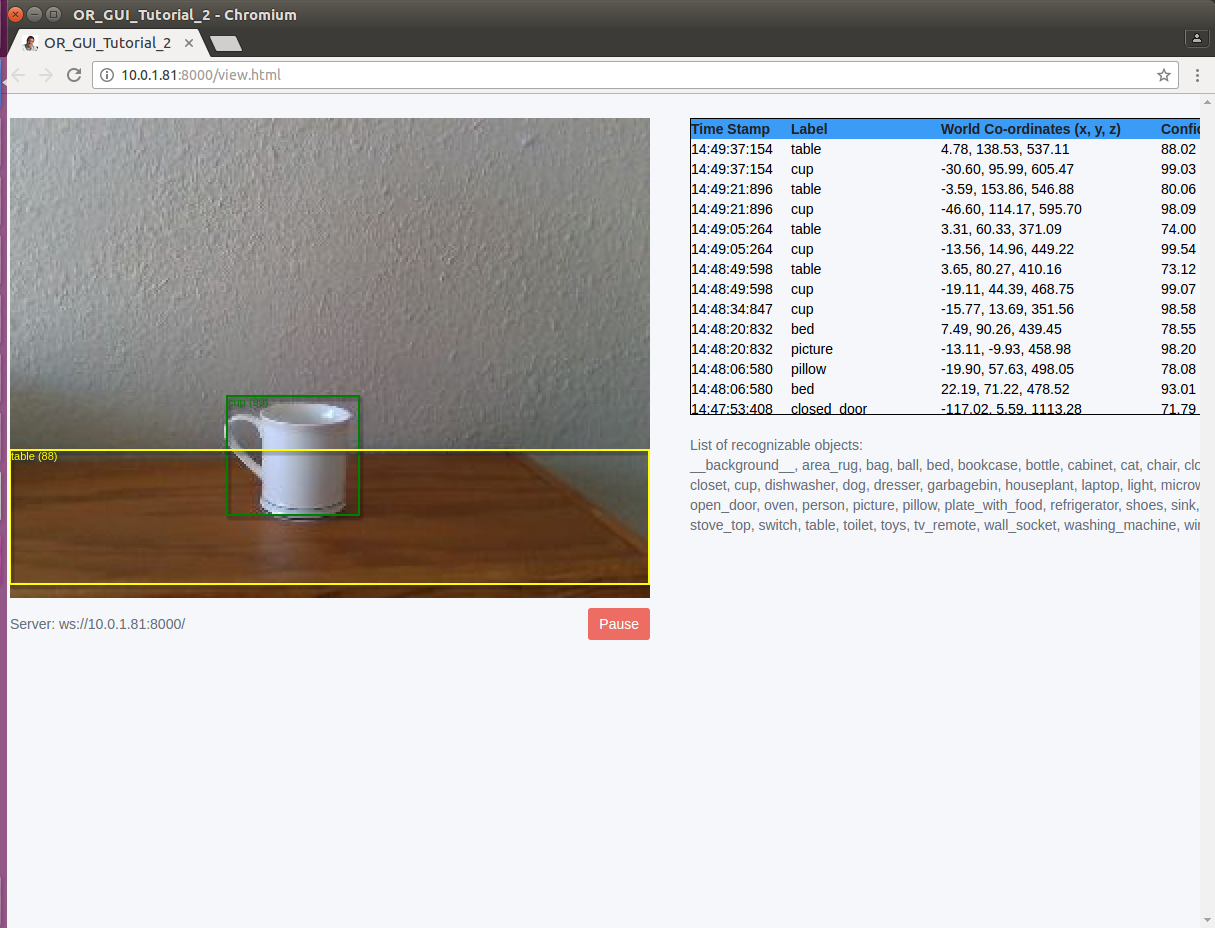 OR_GUI_Tutorial_2 - Chromium
OR_GUI_Tutorial_2
10.0.1.81:8000/view.html
table (88)
Server: ws://10.0.1.81:8000/
Pause
Time Stamp Label World Co-ordinates (x, y, z)
14:49:37:154 table 4.78, 138.53, 537.11 88.02
14:49:37:154 cup -30.60, 95.99, 605.47 99.03
14:49:21:896 table -3.59, 153.86, 546.88 80.06
14:49:21:896 cup -46.60, 114.17, 595.70 98.09
14:49:05:264 table 3.31, 60.33, 371.09 74.00
14:49:05:264 cup -13.56, 14.96, 449.22 99.54
14:48:49:598 table 3.65, 80.27, 410.16 73.12
14:48:49:598 cup -19.11, 44.39, 468.75 99.07
14:48:34:847 cup -15.77, 13.69, 351.56 98.58
14:48:20:832 bed 7.49, 90.26, 439.45 78.55
14:48:20:832 picture -13.11, -9.93, 458.98 98.20
14:48:06:580 pillow -19.90, 57.63, 498.05 78.08
14:48:06:580 bed 22.19, 71.22, 478.52 93.01
14:47:53:408 closed_door -117.02, 5.59, 1113.28 71.79
List of recognizable objects:
__background__, area_rug, bag, ball, bed, bookcase, bottle, cabinet, cat, chair,
closet, cup, dishwasher, dog, dresser, garbagebin, houseplant, laptop, light,
open_door, oven, person, picture, pillow, plate_with_food, refrigerator, shoes, sink,
stove_top, switch, table, toilet, toys, tv_remote, wall_socket, washing_machine,